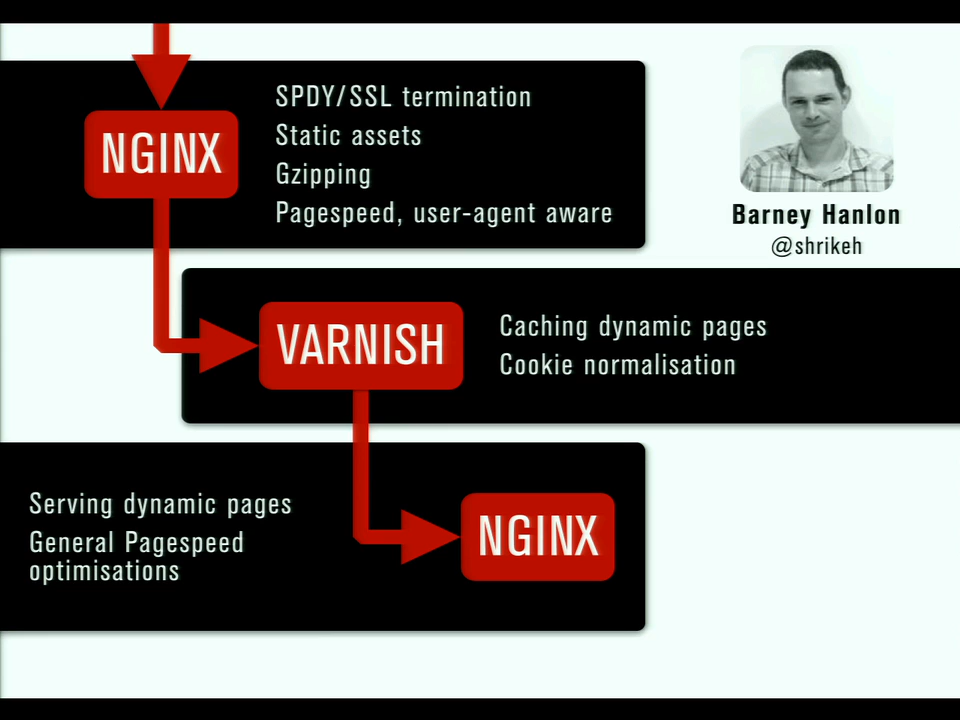 NGINX
SPDY/SSL termination
Static assets
Gzipping
Pagespeed, user-agent aware
Barney Hanlon
@shrikeh
VARNISH
Caching dynamic pages
Cookie normalisation
Serving dynamic pages
General Pagespeed
optimisations
NGINX